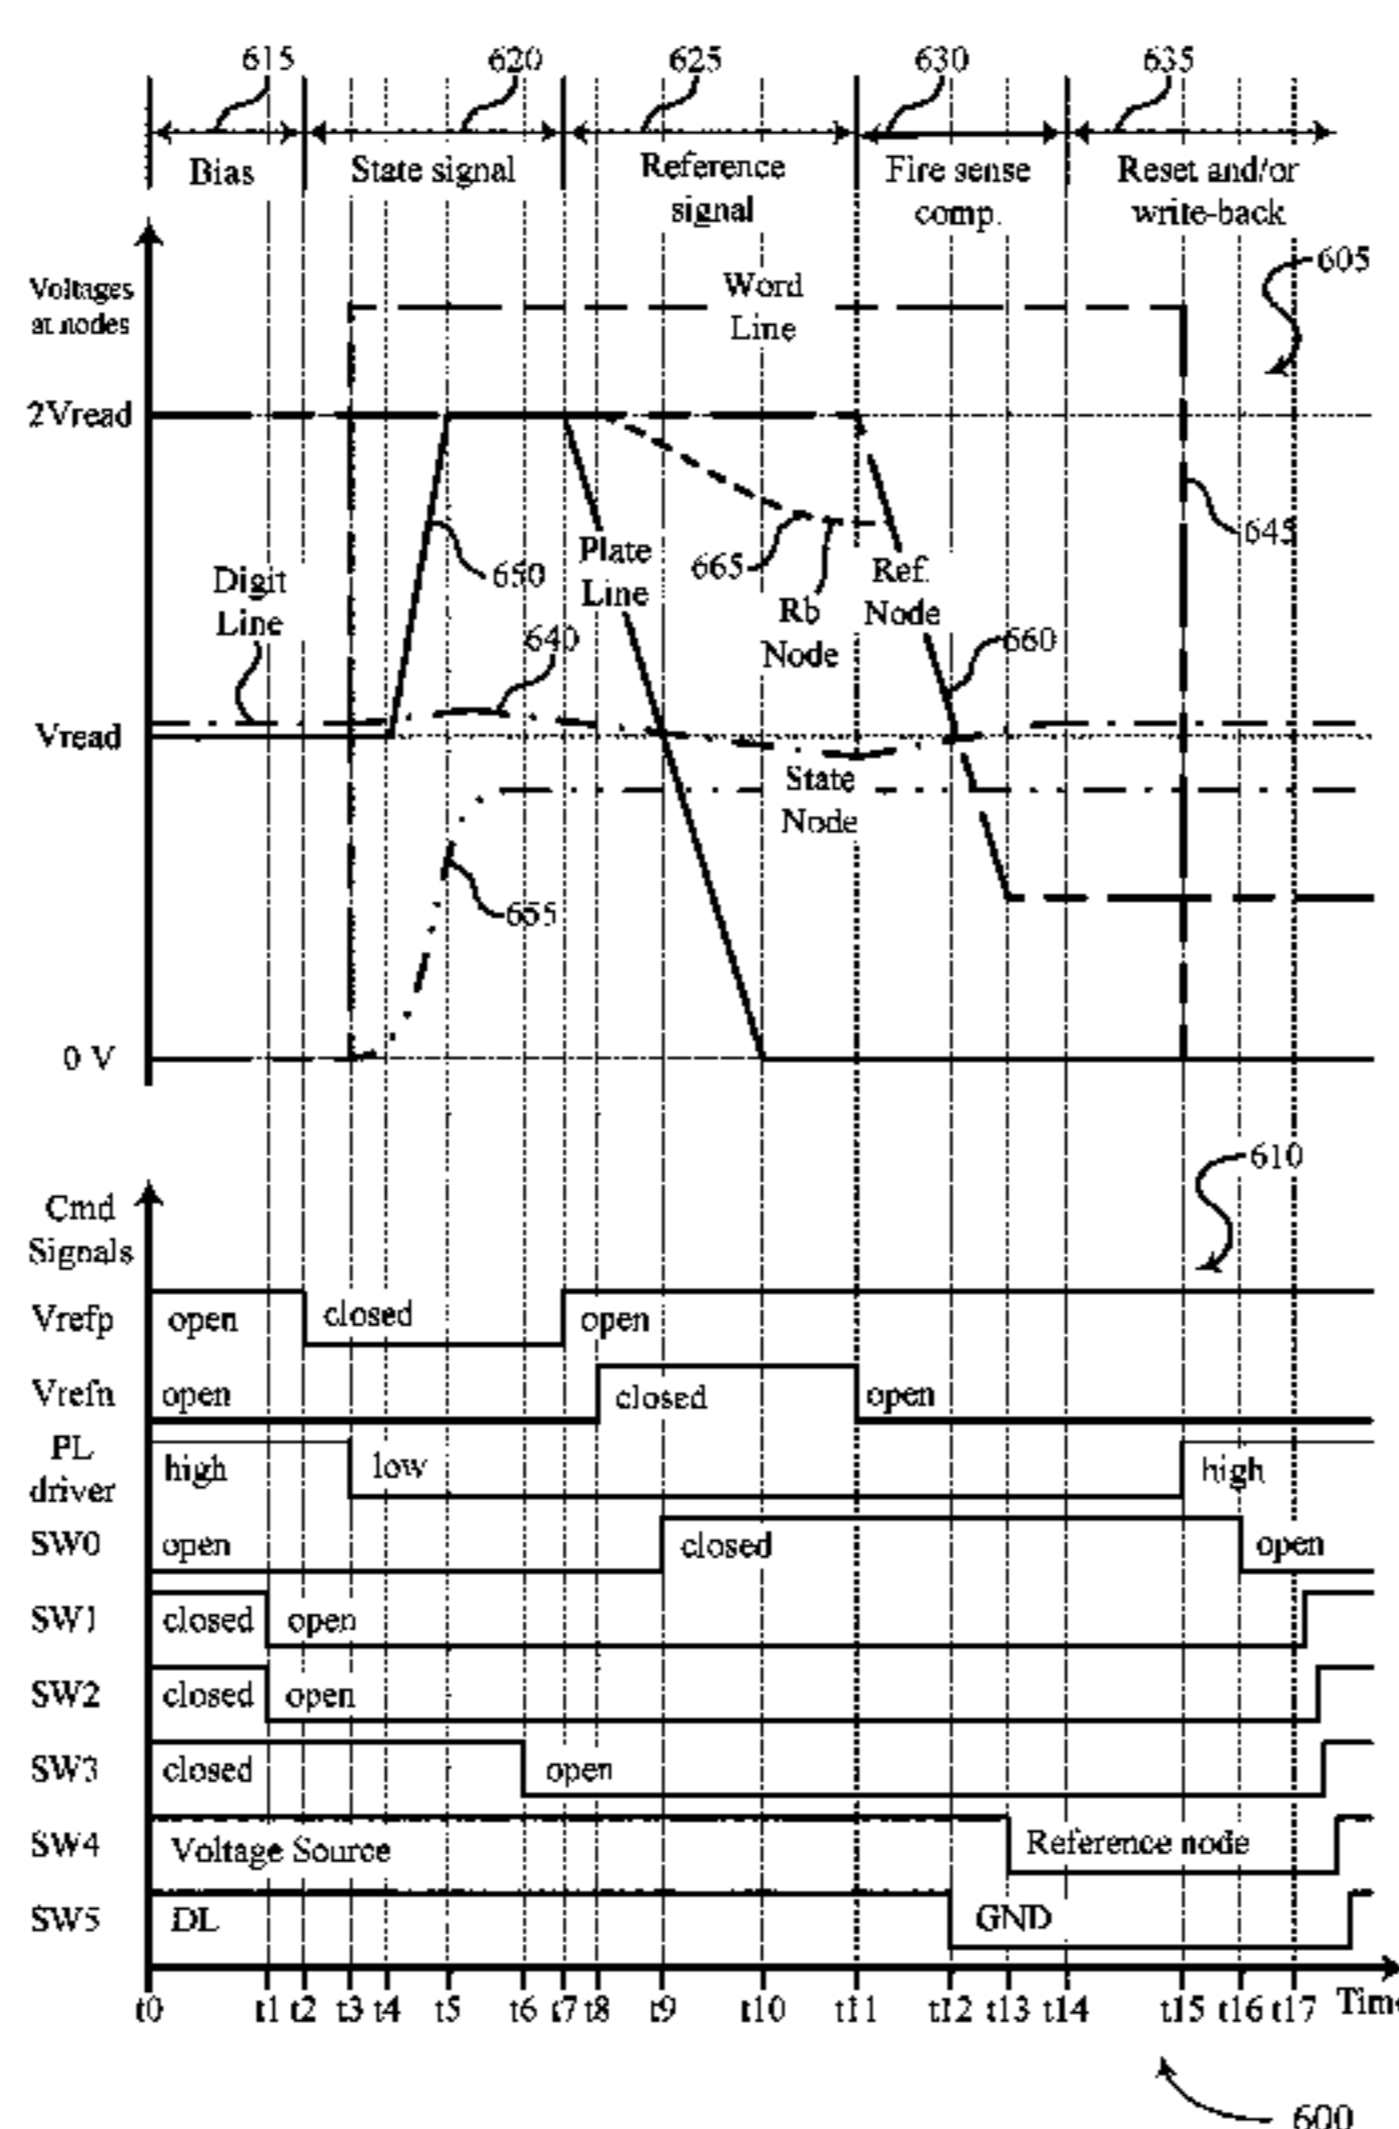 615 620 625 630 635
Bias State signal Reference Fire sense Reset and/or
signal comp. write-back
605
Voltages Word
at nodes Line
2Vread
645
650 Plate 665 Ref.
Digit Line Rb Node
Line 640 Node 660
Vread
State
Node
655
0 V
610
Cmd
Signals
Vrefp open closed open
Vrefn open closed open
PL high low high
driver
SW0 open closed open
SW1 closed open
SW2 closed open
SW3 closed open
SW4 Voltage Source Reference node
SW5 DL GND
t0 t1 t2 t3 t4 t5 t6 t7 t8 t9 t10 t11 t12 t13 t14 t15 t16 t17 Tim
600